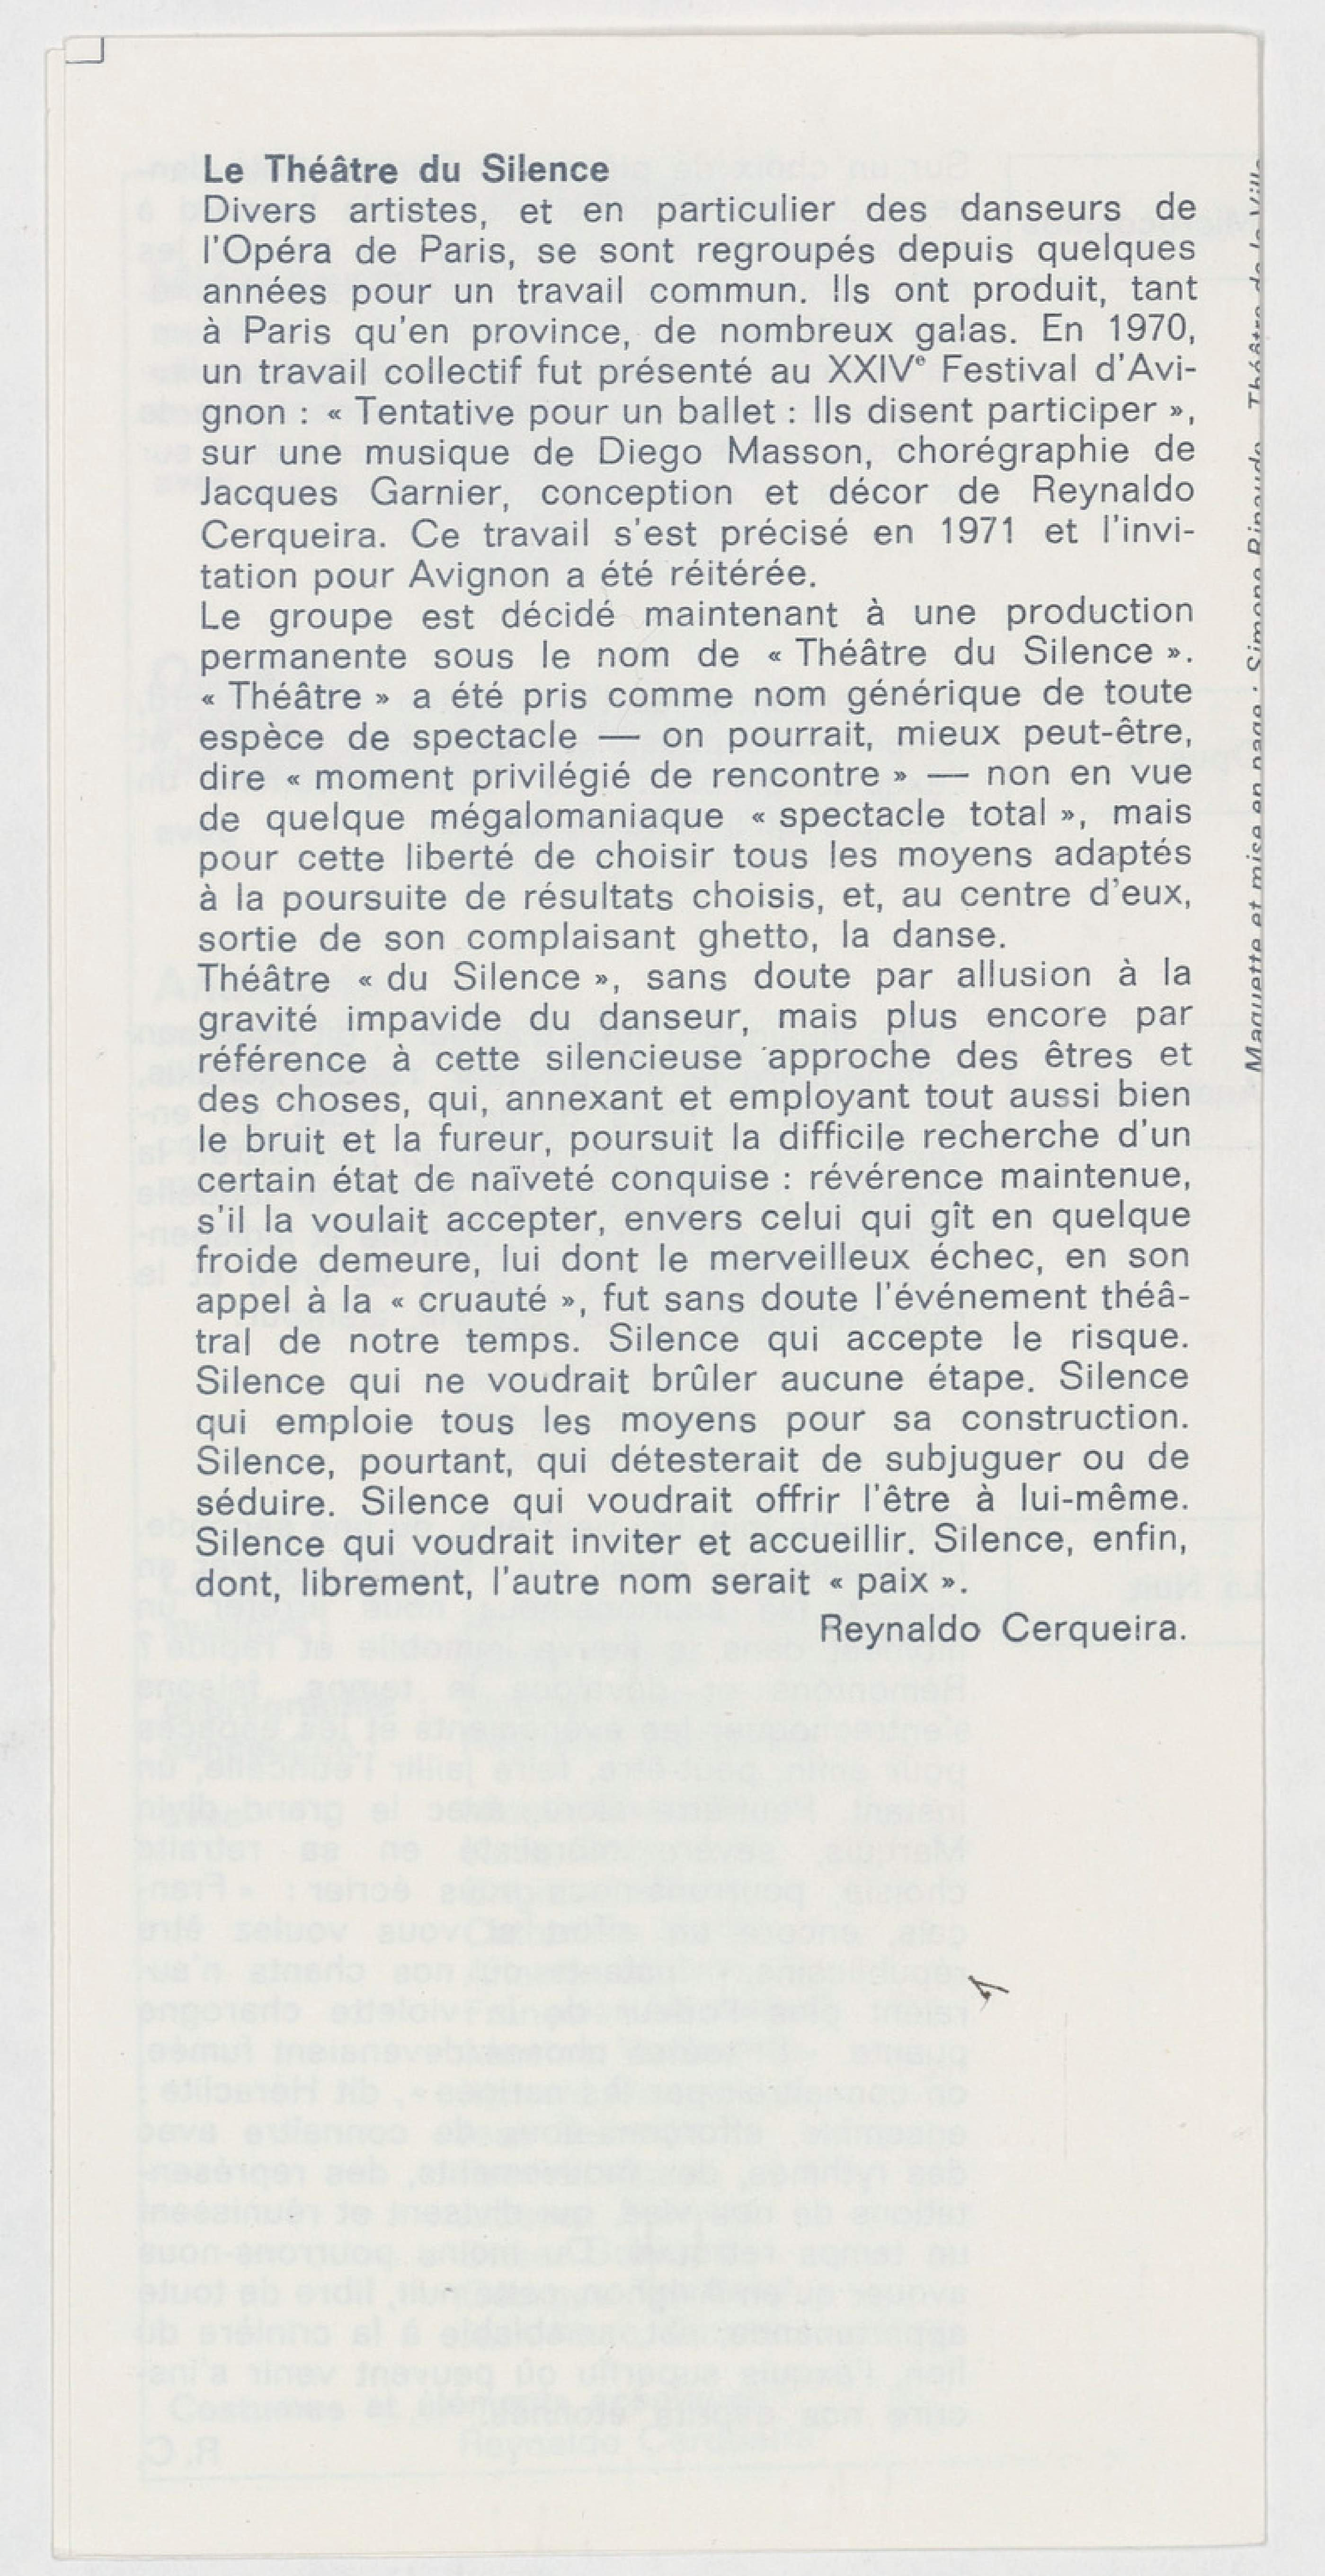 Le Théâtre du Silence
Divers artistes, et en particulier des danseurs de
l'Opéra de Paris, se sont regroupés depuis quelques
années pour un travail commun. Ils ont produit, tant
à Paris qu'en province, de nombreux galas. En 1970,
un travail collectif fut présenté au XXIVe Festival d'Avi-
gnon : « Tentative pour un ballet : Ils disent participer »,
sur une musique de Diego Masson, chorégraphie de
Jacques Garnier, conception et décor de Reynaldo
Cerqueira. Ce travail s'est précisé en 1971 et l'invi-
tation pour Avignon a été réitérée.
Le groupe est décidé maintenant à une production
permanente sous le nom de « Théâtre du Silence ».
« Théâtre » a été pris comme nom générique de toute
espèce de spectacle — on pourrait, mieux peut-être,
dire « moment privilégié de rencontre » — non en vue
de quelque mégalomaniaque « spectacle total », mais
pour cette liberté de choisir tous les moyens adaptés
à la poursuite de résultats choisis, et, au centre d'eux,
sortie de son complaisant ghetto, la danse.
Théâtre « du Silence », sans doute par allusion à la
gravité impavide du danseur, mais plus encore par
référence à cette silencieuse approche des êtres et
des choses, qui, annexant et employant tout aussi bien
le bruit et la fureur, poursuit la difficile recherche d'un
certain état de naïveté conquise : révérence maintenue,
s'il la voulait accepter, envers celui qui gît en quelque
froide demeure, lui dont le merveilleux échec, en son
appel à la « cruauté », fut sans doute l'événement théâ-
tral de notre temps. Silence qui accepte le risque.
Silence qui ne voudrait brûler aucune étape. Silence
qui emploie tous les moyens pour sa construction.
Silence, pourtant, qui détesterait de subjuguer ou de
séduire. Silence qui voudrait offrir l'être à lui-même.
Silence qui voudrait inviter et accueillir. Silence, enfin,
dont, librement, l'autre nom serait « paix ».
Reynaldo Cerqueira.
Maquette et mise en page : Simone Rinaudo - Théâtre de la Ville